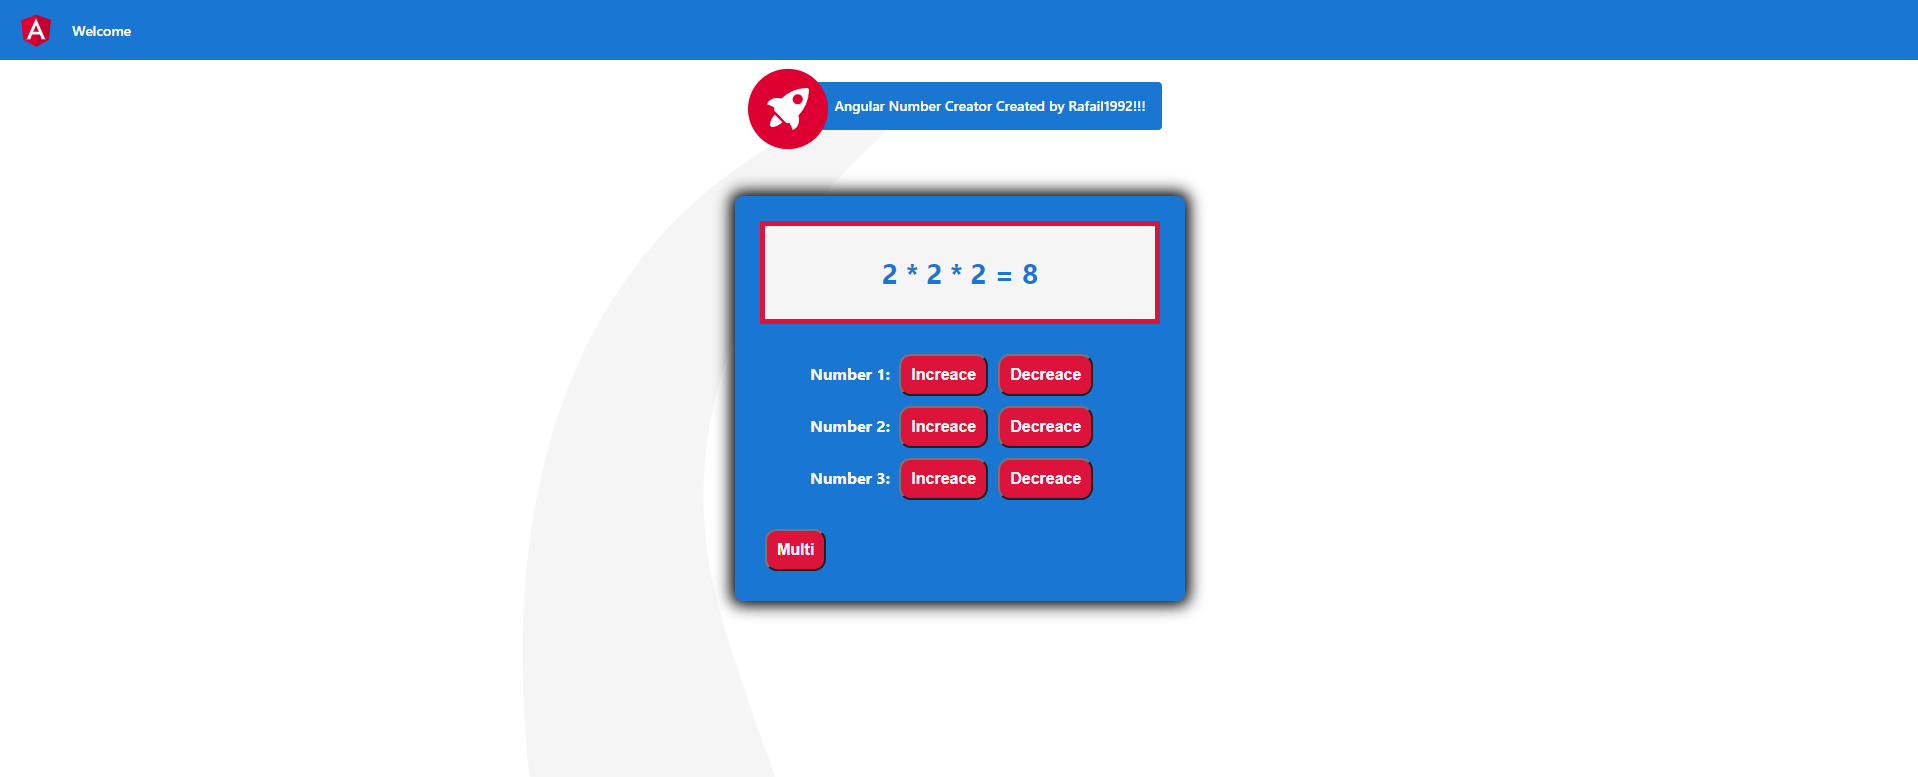 Welcome
Angular Number Creator Created by Rafail1992!!!
2 * 2 * 2 = 8
Number 1: Increace Decreace
Number 2: Increace Decreace
Number 3: Increace Decreace
Multi